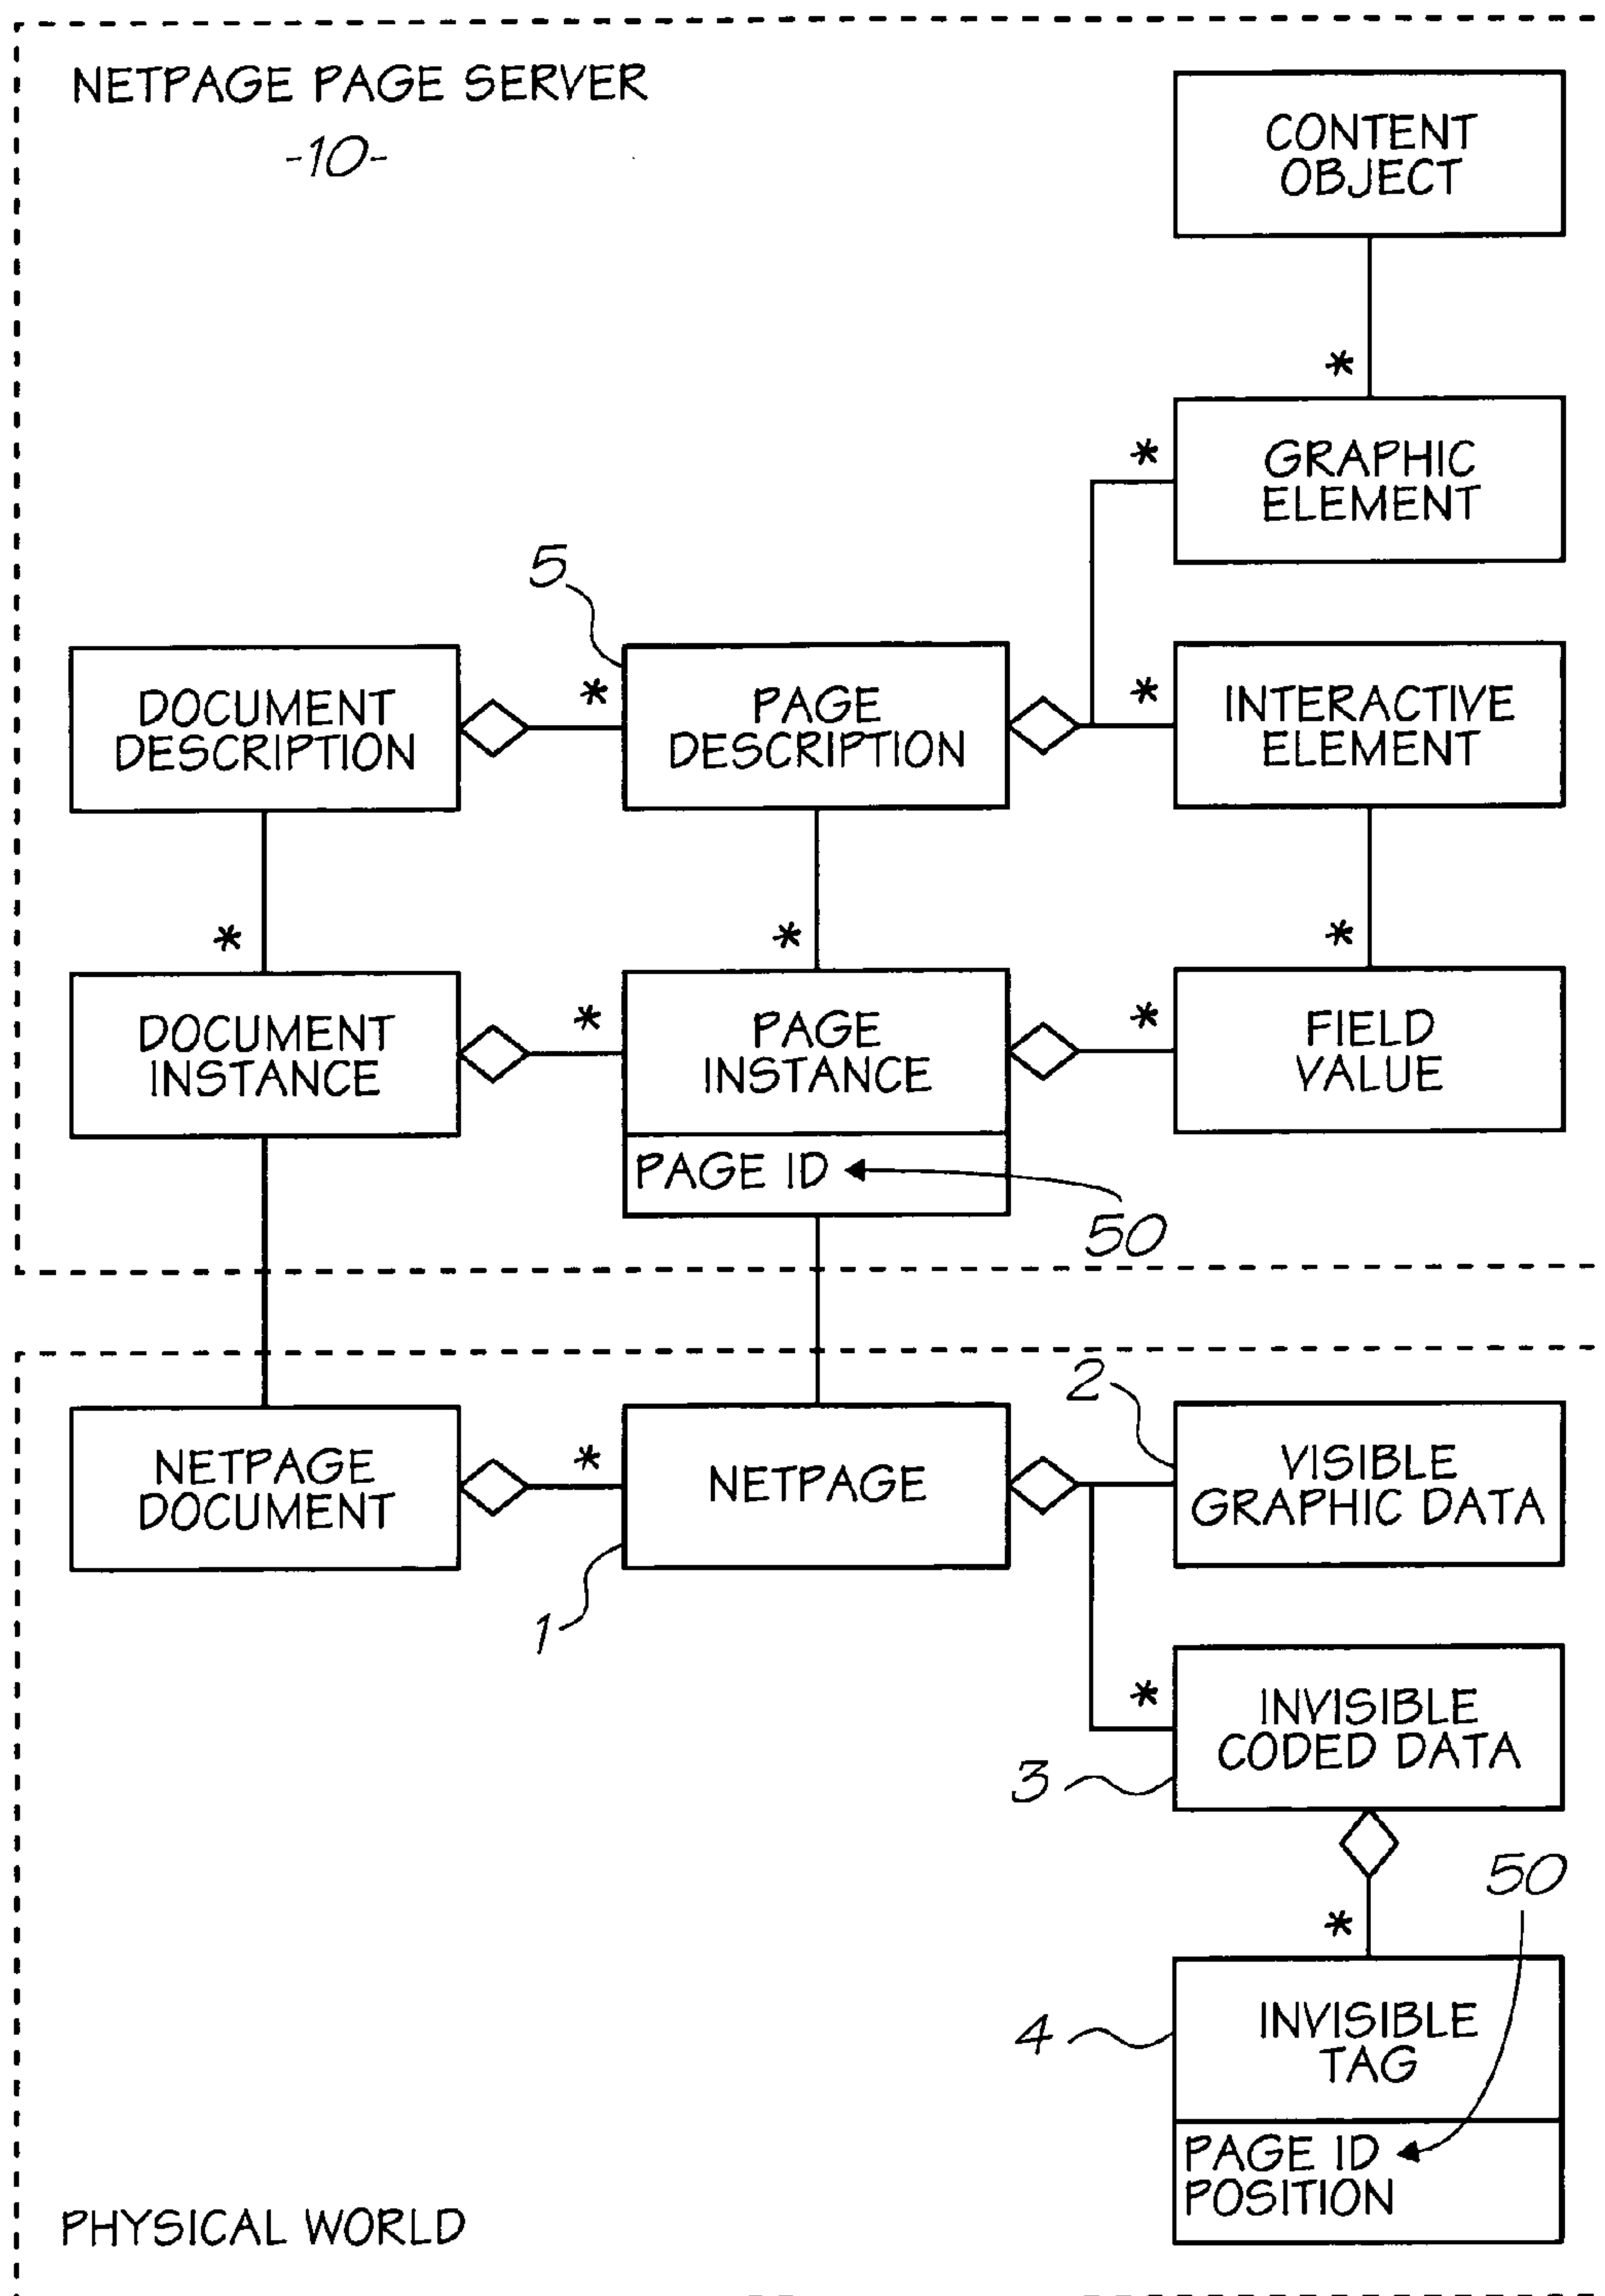 NETPAGE PAGE SERVER
-10-
CONTENT
OBJECT
*
*
GRAPHIC
ELEMENT
5
DOCUMENT
DESCRIPTION
*
PAGE
DESCRIPTION
*
INTERACTIVE
ELEMENT
*
*
*
DOCUMENT
INSTANCE
*
PAGE
INSTANCE
*
FIELD
VALUE
PAGE ID
50
2
NETPAGE
DOCUMENT
*
NETPAGE
VISIBLE
GRAPHIC DATA
1
*
INVISIBLE
CODED DATA
3
50
*
4
INVISIBLE
TAG
PAGE ID
POSITION
PHYSICAL WORLD